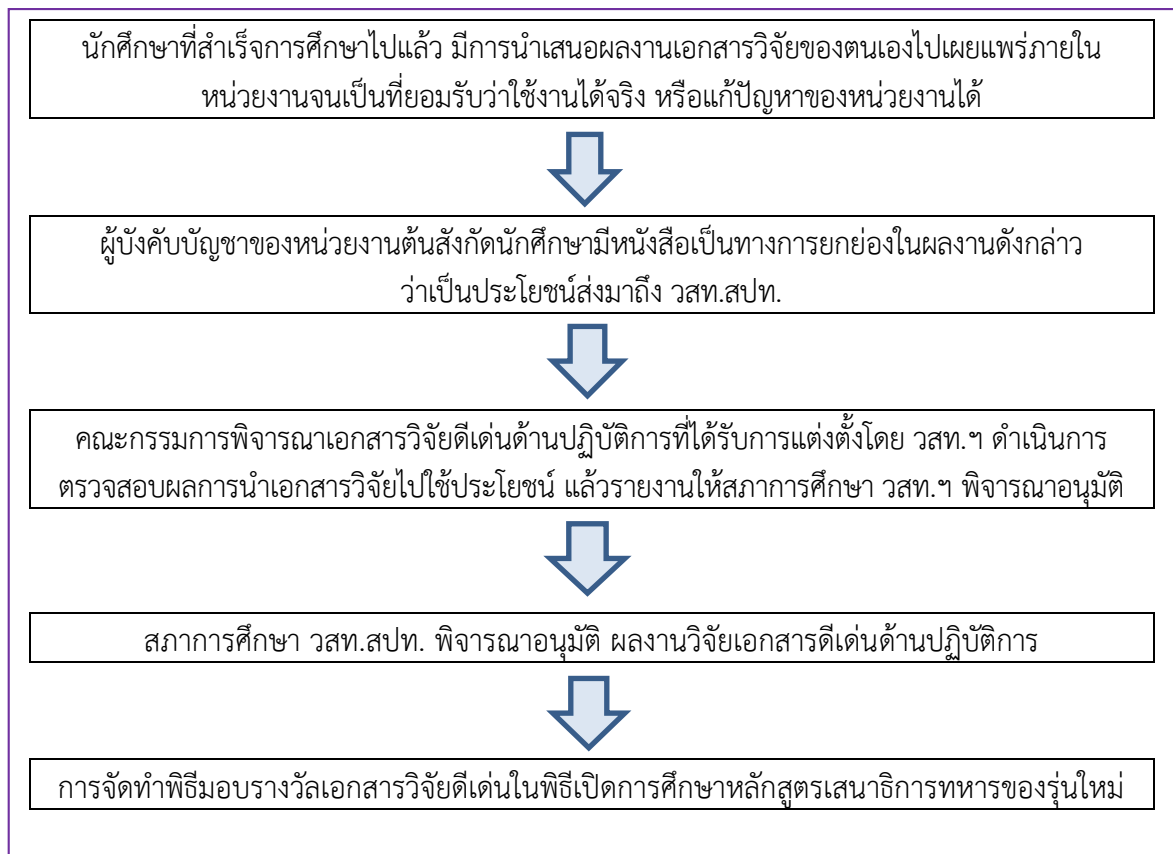 นักศึกษาที่สำเร็จการศึกษาไปแล้ว มีการนำเสนอผลงานเอกสารวิจัยของตนเองไปเผยแพร่ภายใน
หน่วยงานจนเป็นที่ยอมรับว่าใช้งานได้จริง หรือแก้ปัญหาของหน่วยงานได้
ผู้บังคับบัญชาของหน่วยงานต้นสังกัดนักศึกษามีหนังสือเป็นทางการยกย่องในผลงานดังกล่าว
ว่าเป็นประโยชน์ส่งมาถึง วสท.สปท.
คณะกรรมการพิจารณาเอกสารวิจัยดีเด่นด้านปฏิบัติการที่ได้รับการแต่งตั้งโดย วสท.ฯ ดำเนินการ
ตรวจสอบผลการนำเอกสารวิจัยไปใช้ประโยชน์ แล้วรายงานให้สภาการศึกษา วสท.ฯ พิจารณาอนุมัติ
สภาการศึกษา วสท.สปท. พิจารณาอนุมัติ ผลงานวิจัยเอกสารดีเด่นด้านปฏิบัติการ
การจัดทำพิธีมอบรางวัลเอกสารวิจัยดีเด่นในพิธีเปิดการศึกษาหลักสูตรเสนาธิการทหารของรุ่นใหม่